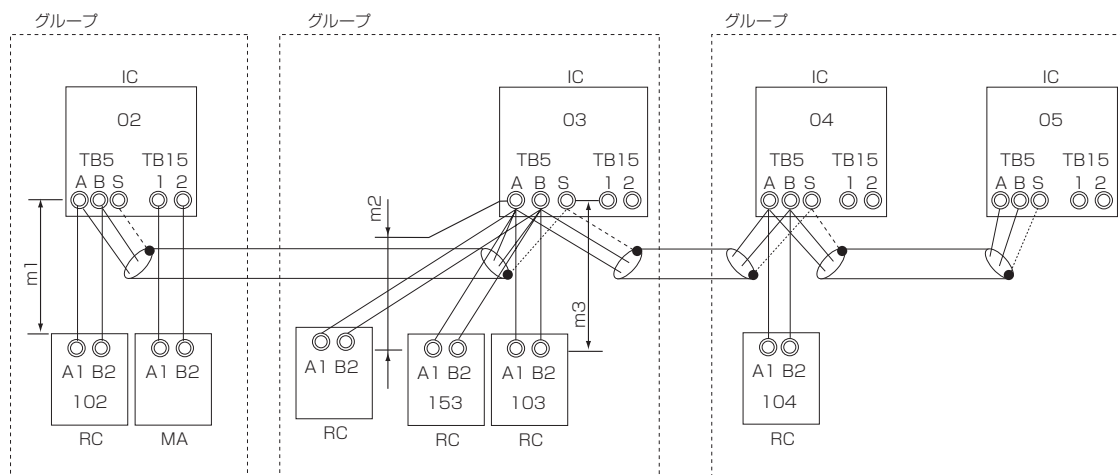 グループ
グループ
グループ
IC
IC
IC
IC
02
03
04
05
TB5 TB15
TB5 TB15
TB5 TB15
TB5 TB15
A B S 1 2
A B S 1 2
A B S 1 2
A B S 1 2
m1
m2
m3
A1 B2
102
RC
A1 B2
MA
A1 B2
RC
A1 B2
153
RC
A1 B2
103
RC
A1 B2
104
RC